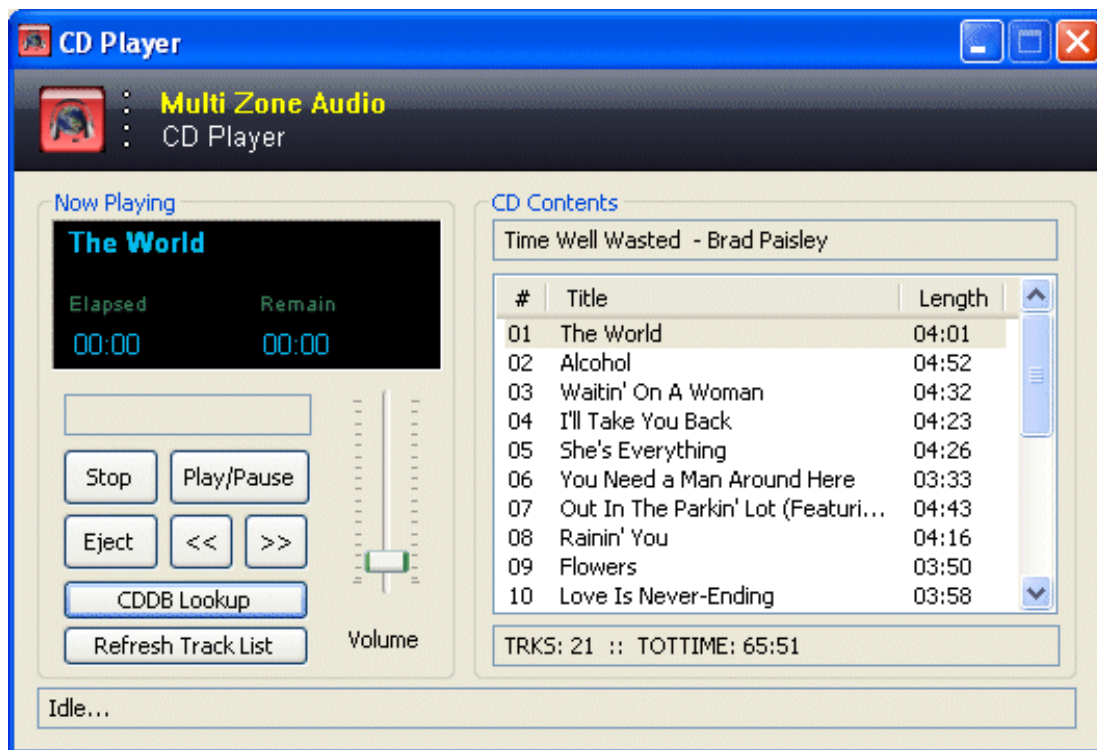 CD Player
Multi Zone Audio
CD Player
Now Playing
The World
Elapsed Remain
00:00 00:00
Stop Play/Pause
Eject << >>
CDDB Lookup
Refresh Track List
Volume
CD Contents
Time Well Wasted - Brad Paisley
# Title Length
01 The World 04:01
02 Alcohol 04:52
03 Waitin' On A Woman 04:32
04 I'll Take You Back 04:23
05 She's Everything 04:26
06 You Need a Man Around Here 03:33
07 Out In The Parkin' Lot (Featuri... 04:43
08 Rainin' You 04:16
09 Flowers 03:50
10 Love Is Never-Ending 03:58
TRKS: 21 :: TOTTIME: 65:51
Idle...